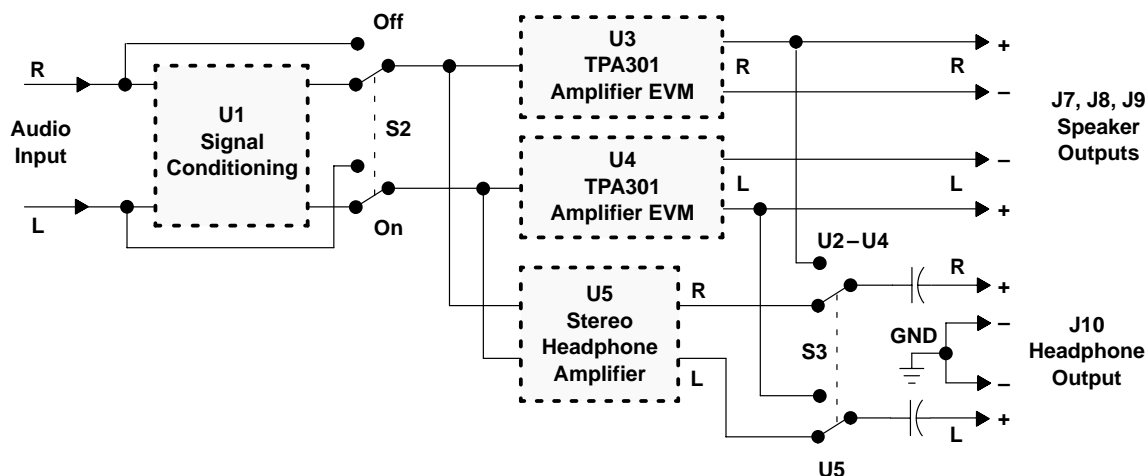 Off
R
Audio
Input
L
U1
Signal
Conditioning
S2
On
U3
TPA301
Amplifier EVM
R
R
+
–
U4
TPA301
Amplifier EVM
L
L
–
+
J7, J8, J9
Speaker
Outputs
U5
Stereo
Headphone
Amplifier
R
L
U2–U4
S3
U5
R
+
GND
–
–
L
+
J10
Headphone
Output